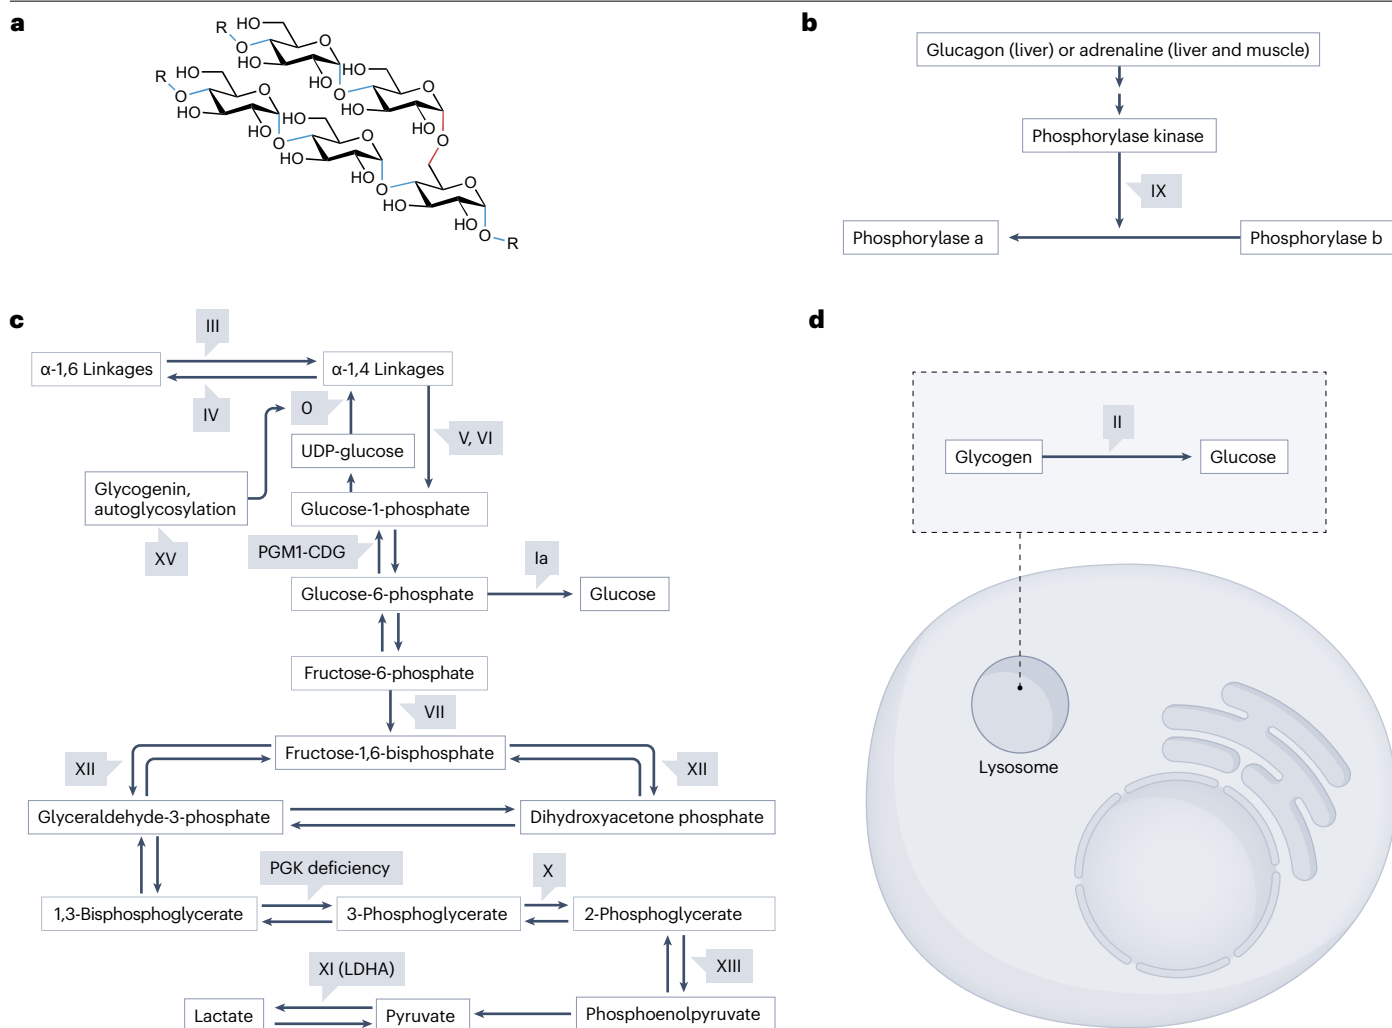 a
R
HO
O
O
HO
HO
HO
O
O
HO
HO
R
HO
O
O
HO
HO
HO
O
O
HO
HO
O
O
HO
HO
O
R
b
Glucagon (liver) or adrenaline (liver and muscle)
Phosphorylase kinase
IX
Phosphorylase a
Phosphorylase b
c
III
α-1,6 Linkages
α-1,4 Linkages
IV
0
UDP-glucose
V, VI
Glycogenin,
autoglycosylation
XV
Glucose-1-phosphate
PGM1-CDG
Ia
Glucose-6-phosphate
Glucose
Fructose-6-phosphate
VII
Fructose-1,6-bisphosphate
XII
XII
Glyceraldehyde-3-phosphate
Dihydroxyacetone phosphate
PGK deficiency
X
1,3-Bisphosphoglycerate
3-Phosphoglycerate
2-Phosphoglycerate
XI (LDHA)
XIII
Lactate
Pyruvate
Phosphoenolpyruvate
d
II
Glycogen
Glucose
Lysosome